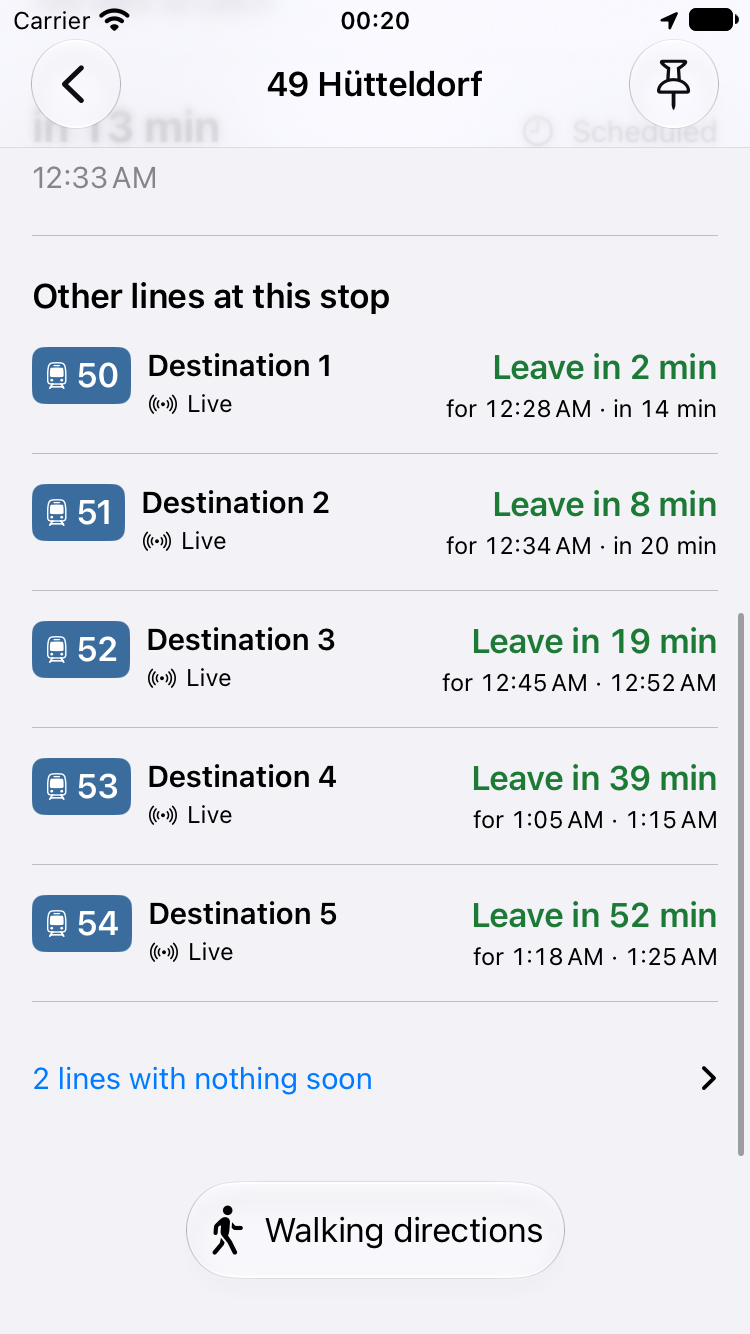 Carrier
00:20
49 Hütteldorf
in 13 min
Scheduled
12:33 AM
Other lines at this stop
50 Destination 1
Live
Leave in 2 min
for 12:28 AM · in 14 min
51 Destination 2
Live
Leave in 8 min
for 12:34 AM · in 20 min
52 Destination 3
Live
Leave in 19 min
for 12:45 AM · 12:52 AM
53 Destination 4
Live
Leave in 39 min
for 1:05 AM · 1:15 AM
54 Destination 5
Live
Leave in 52 min
for 1:18 AM · 1:25 AM
2 lines with nothing soon
Walking directions